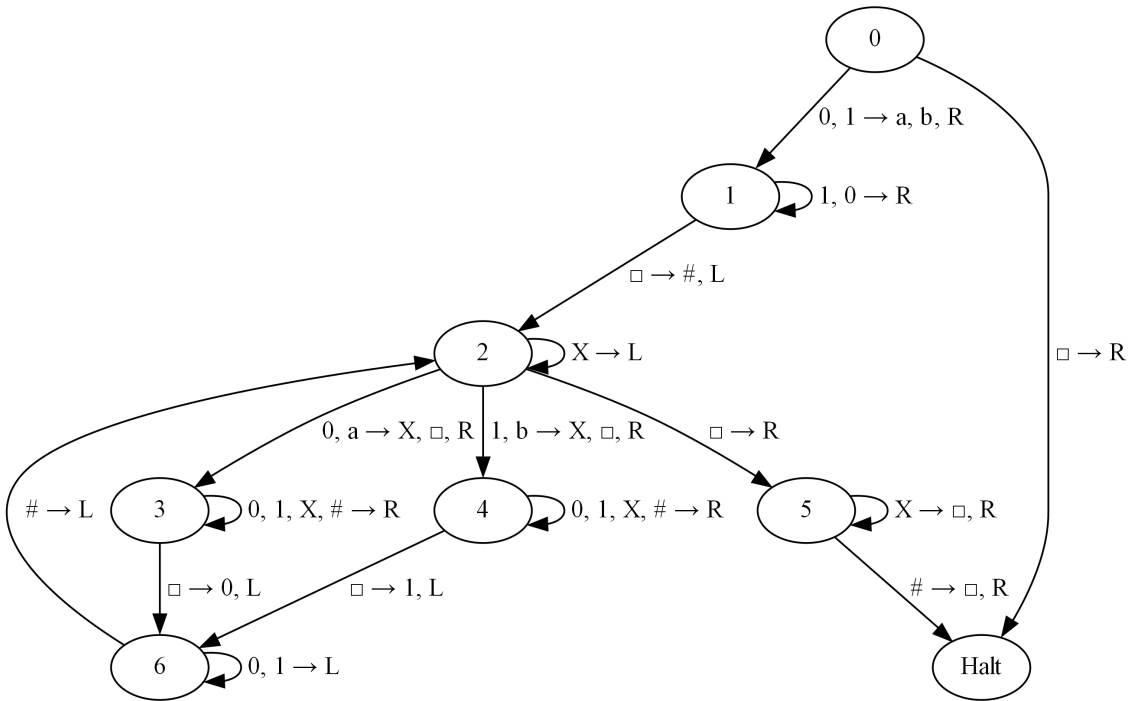 0
0, 1 → a, b, R
1
1, 0 → R
□ → #, L
2
X → L
□ → R
0, a → X, □, R
1, b → X, □, R
□ → R
# → L
3
0, 1, X, # → R
4
0, 1, X, # → R
5
X → □, R
□ → 0, L
□ → 1, L
# → □, R
6
0, 1 → L
Halt